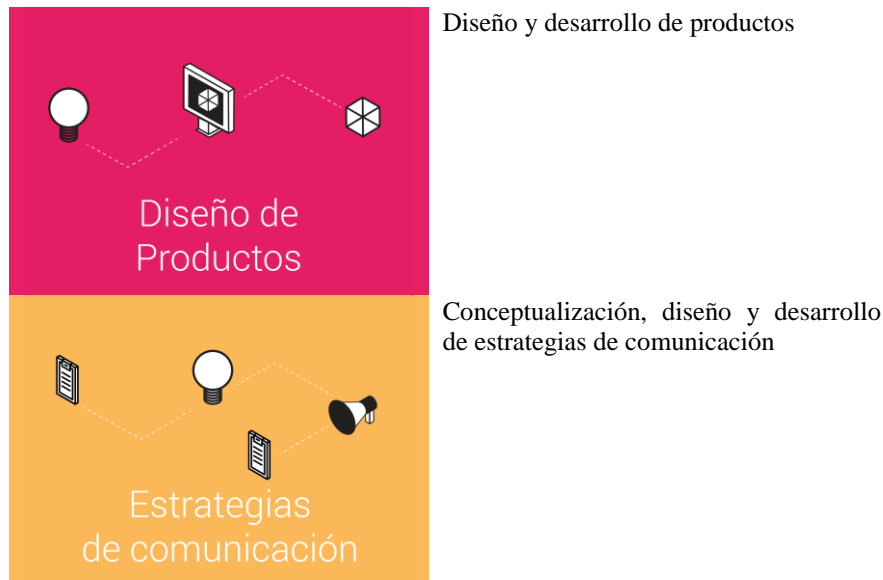 Diseño y desarrollo de productos
Diseño de
Productos
Conceptualización, diseño y desarrollo
de estrategias de comunicación
Estrategias
de comunicación